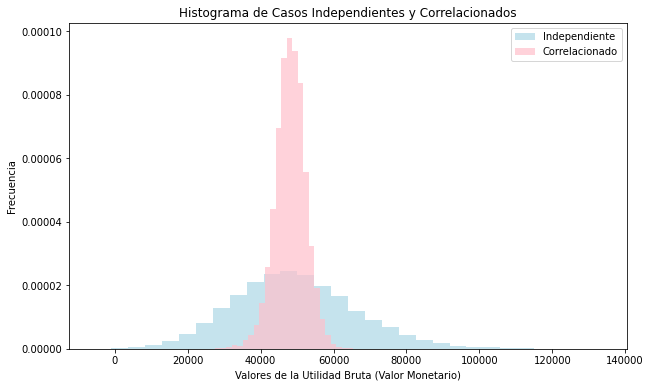 Histograma de Casos Independientes y Correlacionados
Independiente
Correlacionado
Frecuencia
0.00010
0.00008
0.00006
0.00004
0.00002
0.00000
0
20000
40000
60000
80000
100000
120000
140000
Valores de la Utilidad Bruta (Valor Monetario)